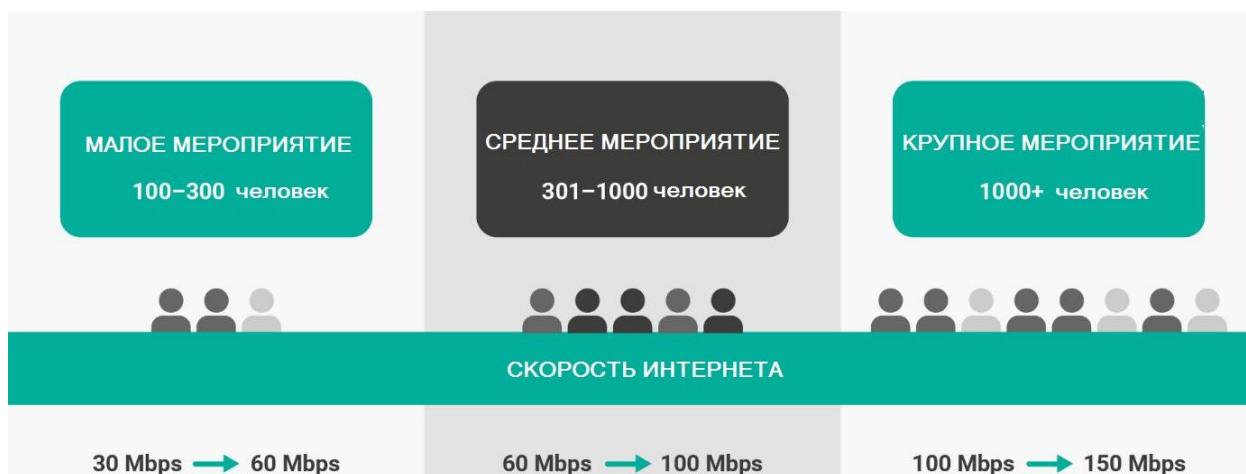 МАЛОЕ МЕРОПРИЯТИЕ
100–300 человек
СРЕДНЕЕ МЕРОПРИЯТИЕ
301–1000 человек
КРУПНОЕ МЕРОПРИЯТИЕ
1000+ человек
СКОРОСТЬ ИНТЕРНЕТА
30 Mbps → 60 Mbps
60 Mbps → 100 Mbps
100 Mbps → 150 Mbps